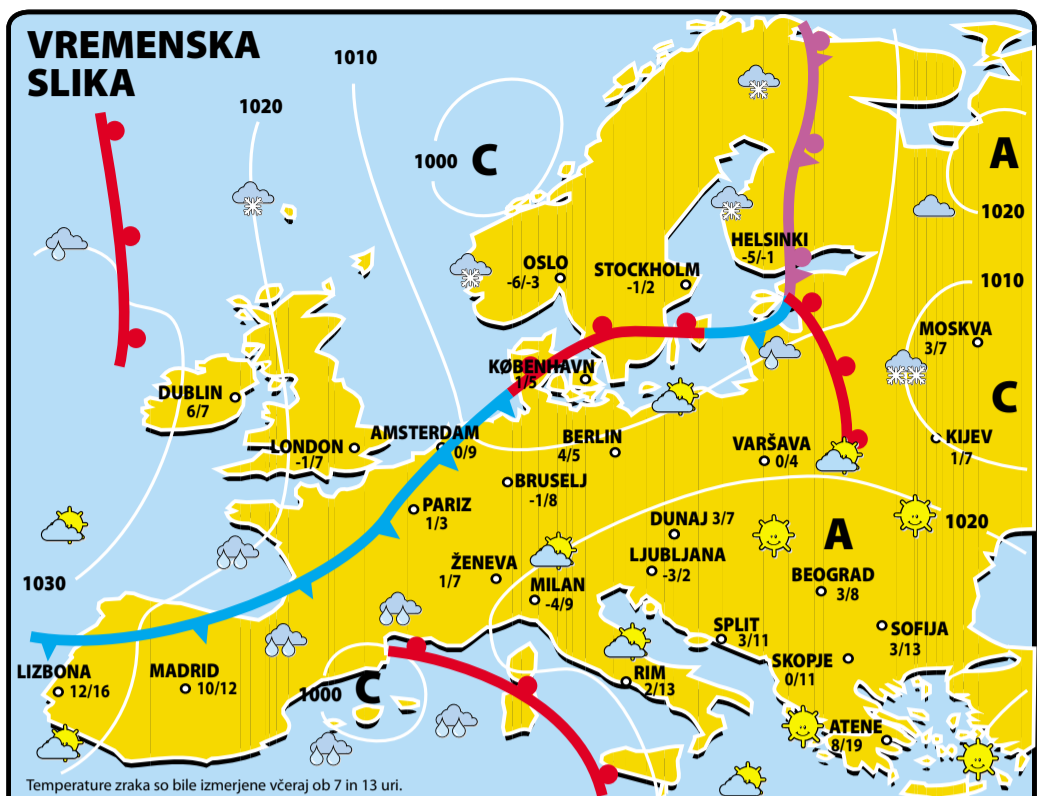 VREMENSKA
SLIKA
1010
1020
1000 C
A
1020
1010
HELSINKI
-5/-1
OSLO
-6/-3
STOCKHOLM
-1/2
MOSKVA
3/7
KØBENHAVN
1/5
DUBLIN
6/7
C
AMSTERDAM
0/9
LONDON
-1/7
BERLIN
4/5
VARŠAVA
0/4
KIJEV
1/7
BRUSELJ
-1/8
PARIZ
1/3
DUNAJ 3/7
A
1020
LJUBLJANA
-3/2
ŽENEVA
1/7
MILAN
-4/9
BEOGRAD
3/8
1030
SPLIT
3/11
SOFIJA
3/13
LIZBONA
12/16
MADRID
10/12
1000 C
RIM
2/13
SKOPJE
0/11
ATENE
8/19
Temperature zraka so bile izmerjene včeraj ob 7 in 13 uri.